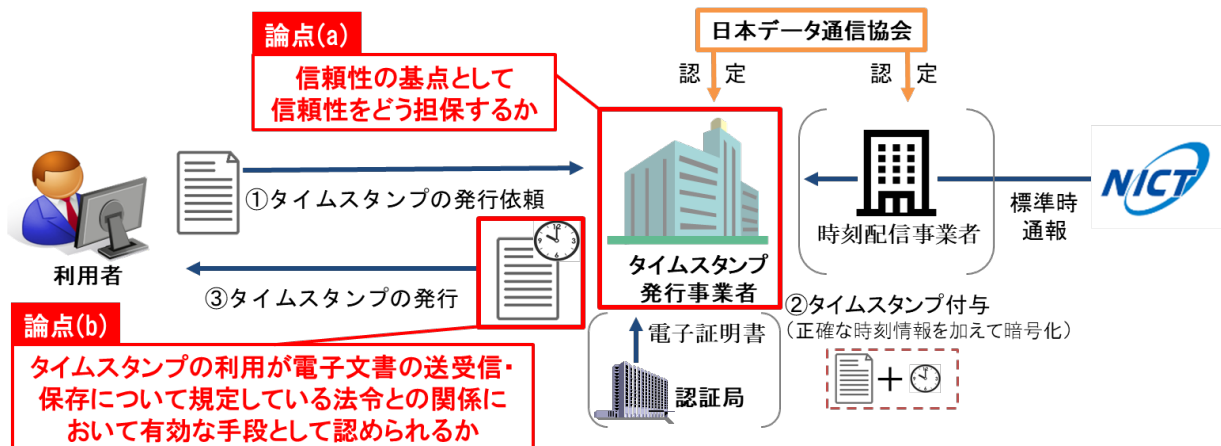 日本データ通信協会
論点(a)
信頼性の基点として
信頼性をどう担保するか
認 定
認 定
①タイムスタンプの発行依頼
利用者
③タイムスタンプの発行
タイムスタンプ
発行事業者
時刻配信事業者
標準時
通報
NICT
②タイムスタンプ付与
（正確な時刻情報を加えて暗号化）
電子証明書
認証局
論点(b)
タイムスタンプの利用が電子文書の送受信・
保存について規定している法令との関係に
おいて有効な手段として認められるか